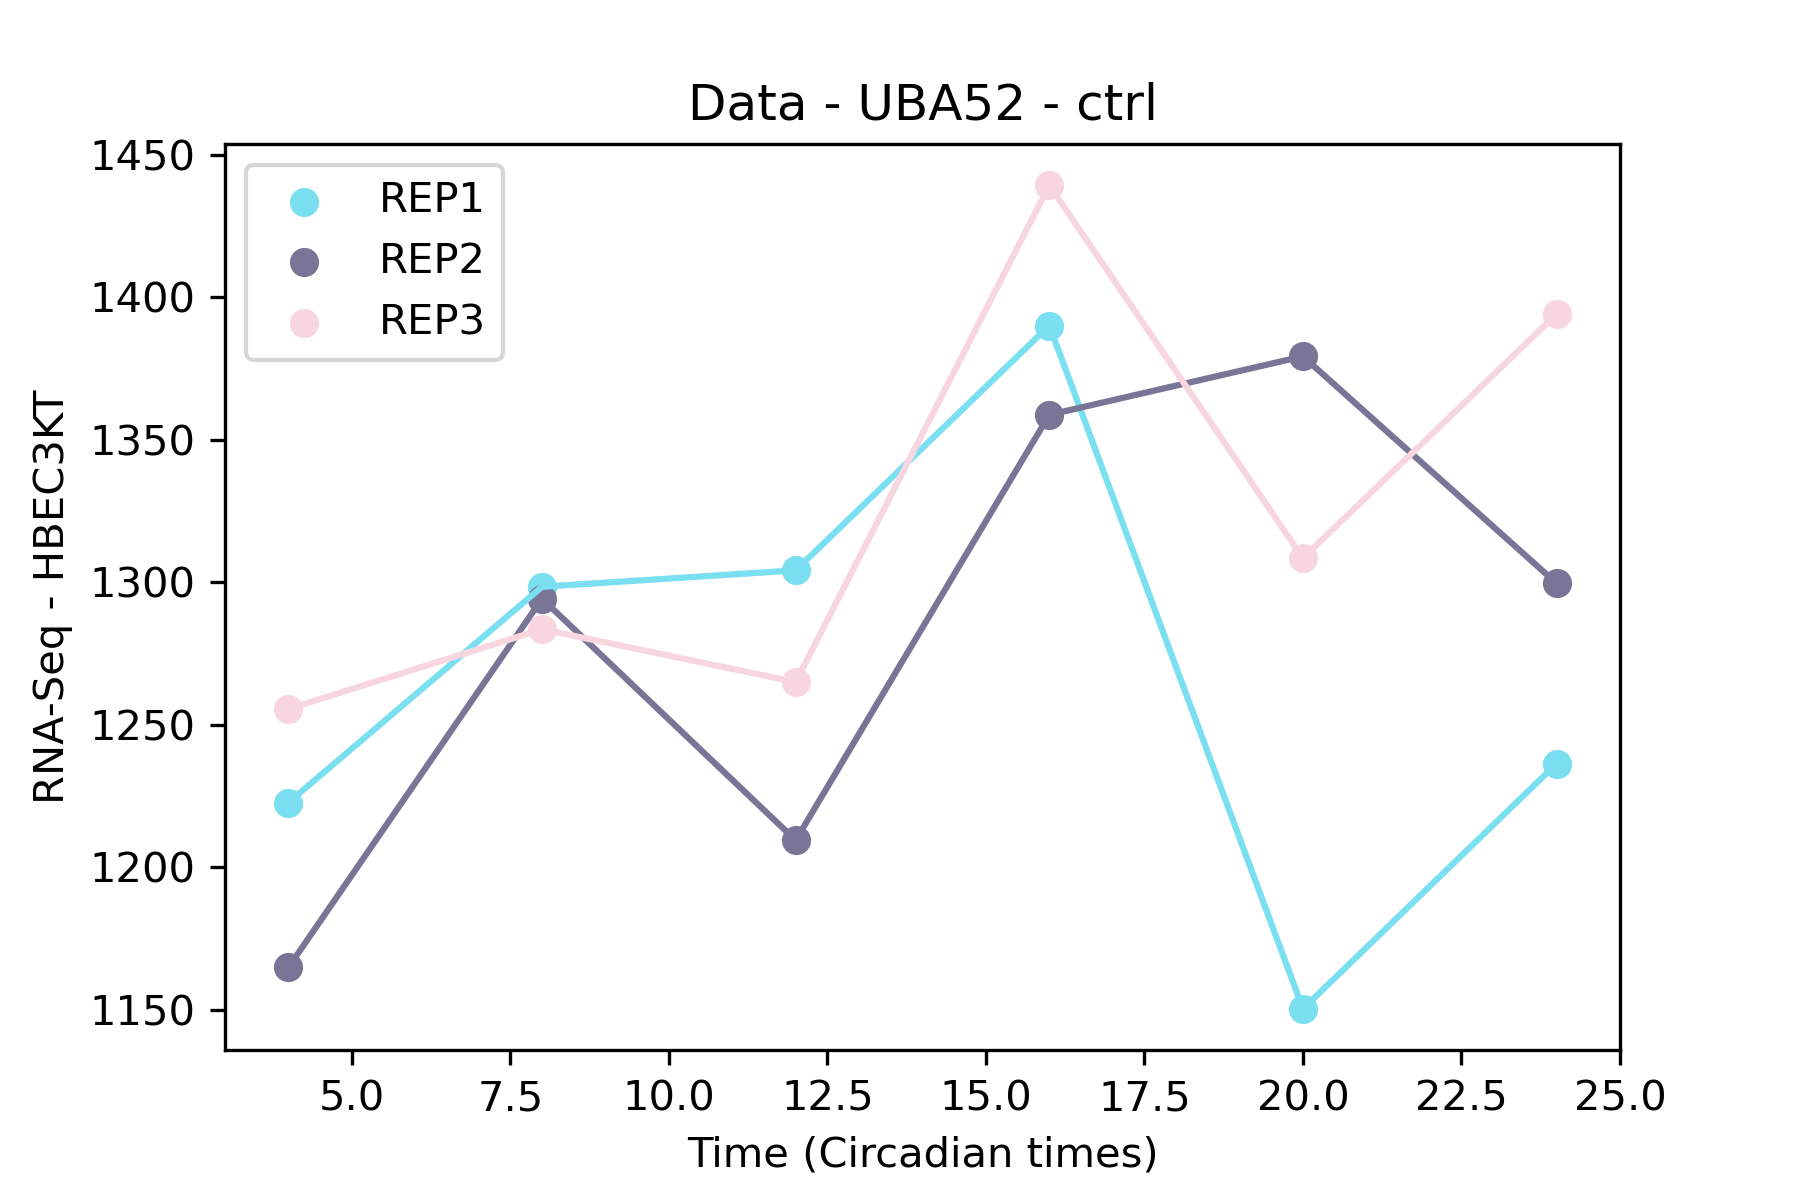 Data - UBA52 - ctrl
1450
1400
1350
1300
1250
1200
1150
RNA-Seq - HBEC3KT
REP1
REP2
REP3
5.0 7.5 10.0 12.5 15.0 17.5 20.0 22.5 25.0
Time (Circadian times)